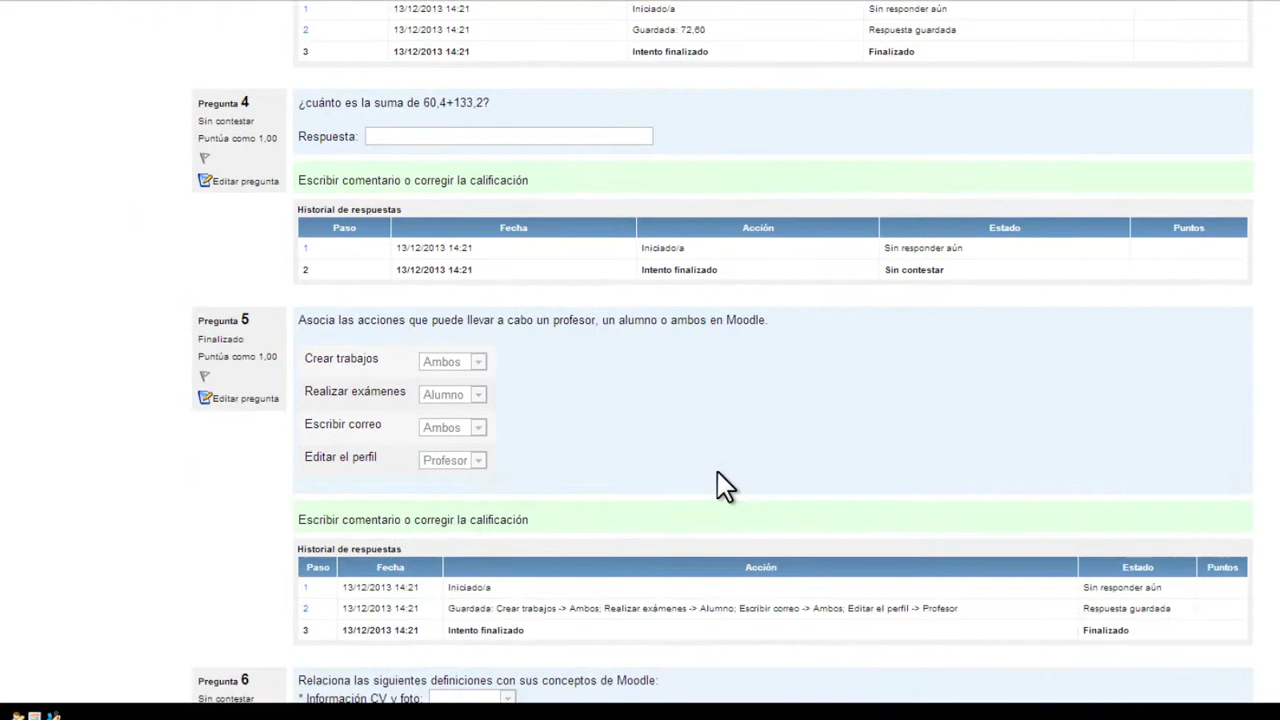 1 13/12/2013 14:21 Iniciado/a Sin responder aún
2 13/12/2013 14:21 Guardada: 72,60 Respuesta guardada
3 13/12/2013 14:21 Intento finalizado Finalizado
Pregunta 4
Sin contestar
Puntúa como 1,00
Editar pregunta
¿cuánto es la suma de 60,4+133,2?
Respuesta:
Escribir comentario o corregir la calificación
Historial de respuestas
Paso Fecha Acción Estado Puntos
1 13/12/2013 14:21 Iniciado/a Sin responder aún
2 13/12/2013 14:21 Intento finalizado Sin contestar
Pregunta 5
Finalizado
Puntúa como 1,00
Editar pregunta
Asocia las acciones que puede llevar a cabo un profesor, un alumno o ambos en Moodle.
Crear trabajos Ambos
Realizar exámenes Alumno
Escribir correo Ambos
Editar el perfil Profesor
Escribir comentario o corregir la calificación
Historial de respuestas
Paso Fecha Acción Estado Puntos
1 13/12/2013 14:21 Iniciado/a Sin responder aún
2 13/12/2013 14:21 Guardada: Crear trabajos -> Ambos; Realizar exámenes -> Alumno; Escribir correo -> Ambos; Editar el perfil -> Profesor Respuesta guardada
3 13/12/2013 14:21 Intento finalizado Finalizado
Pregunta 6
Sin contestar
Relaciona las siguientes definiciones con sus conceptos de Moodle:
* Información CV y foto: